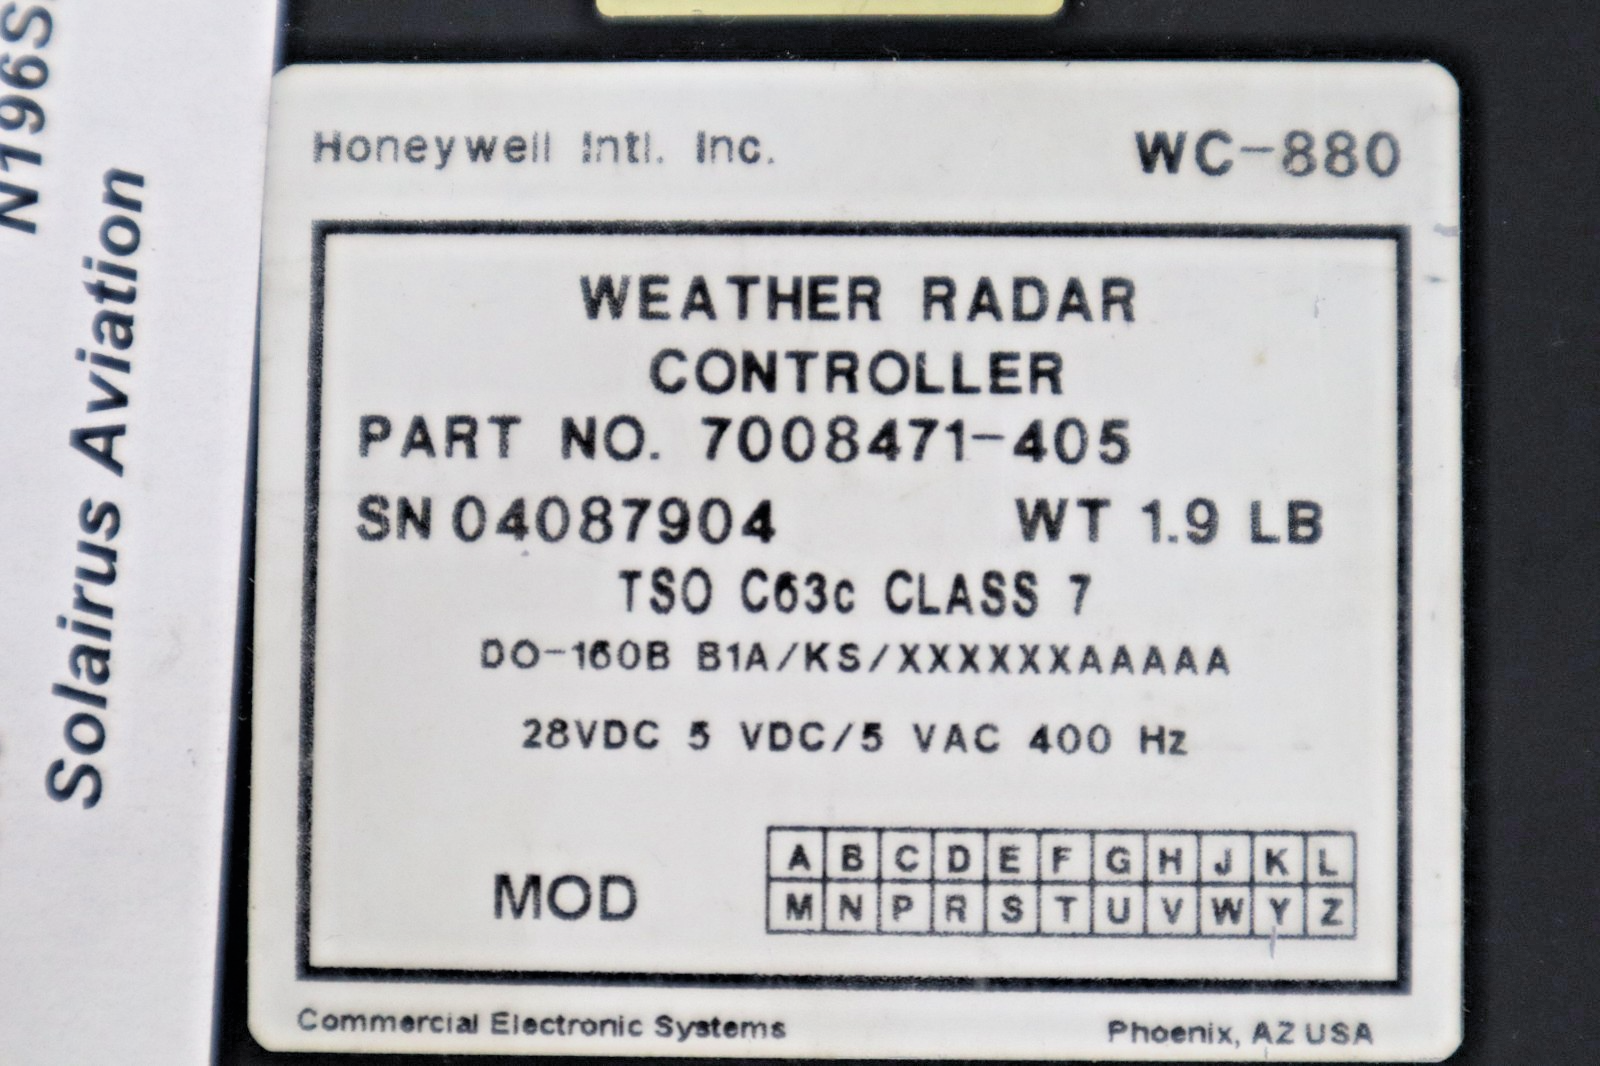 N196S
Solairus Aviation
Honeywell Intl. Inc.
WC-880
WEATHER RADAR
CONTROLLER
PART NO. 7008471-405
SN 04087904 WT 1.9 LB
TSO C63c CLASS 7
DO-160B B1A/KS/XXXXXXAAAAA
28VDC 5 VDC/5 VAC 400 Hz
MOD
A B C D E F G H J K L
M N P R S T U V W Y Z
Commercial Electronic Systems
Phoenix, AZ USA